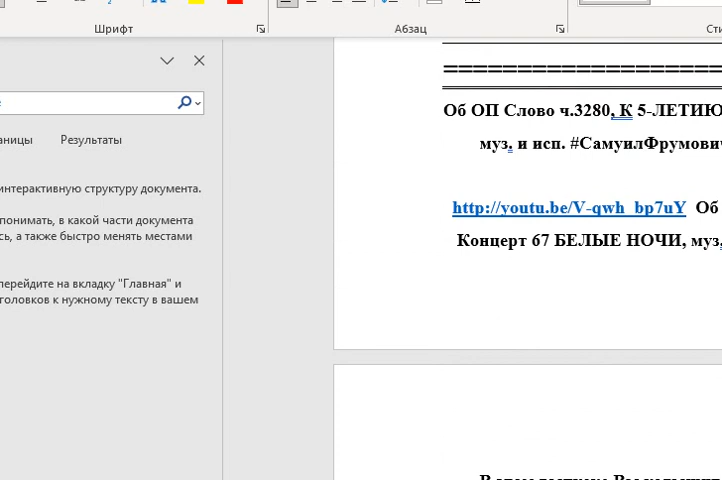 Шрифт
Абзац
Сти
аницы
Результаты
интерактивную структуру документа.
понимать, в какой части документа
сь, а также быстро менять местами
перейдите на вкладку "Главная" и
головков к нужному тексту в вашем
==================
Об ОП Слово ч.3280, К 5-ЛЕТИЮ
муз. и исп. #СамуилФрумович
http://youtu.be/V-qwh_bp7uY Об
Концерт 67 БЕЛЫЕ НОЧИ, муз,